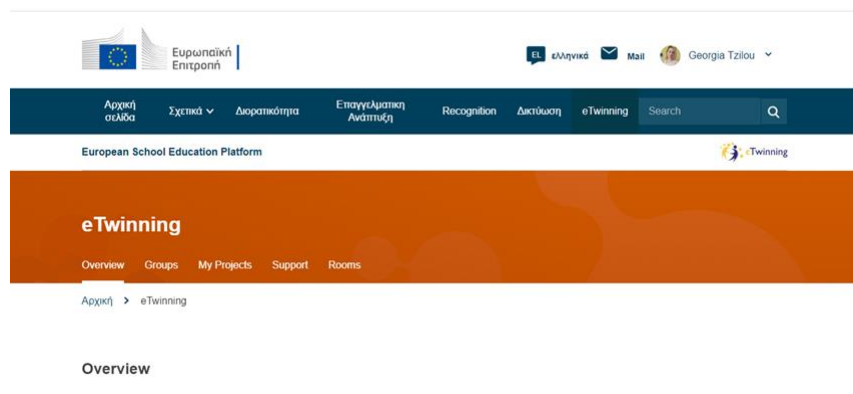 Ευρωπαϊκή
Επιτροπή
EL ελληνικά Mail Georgia Tzilou
Αρχική σελίδα Σχετικά Διορατικότητα Επαγγελματικη Ανάπτυξη Recognition Δικτύωση eTwinning Search
European School Education Platform eTwinning
eTwinning
Overview Groups My Projects Support Rooms
Αρχική > eTwinning
Overview